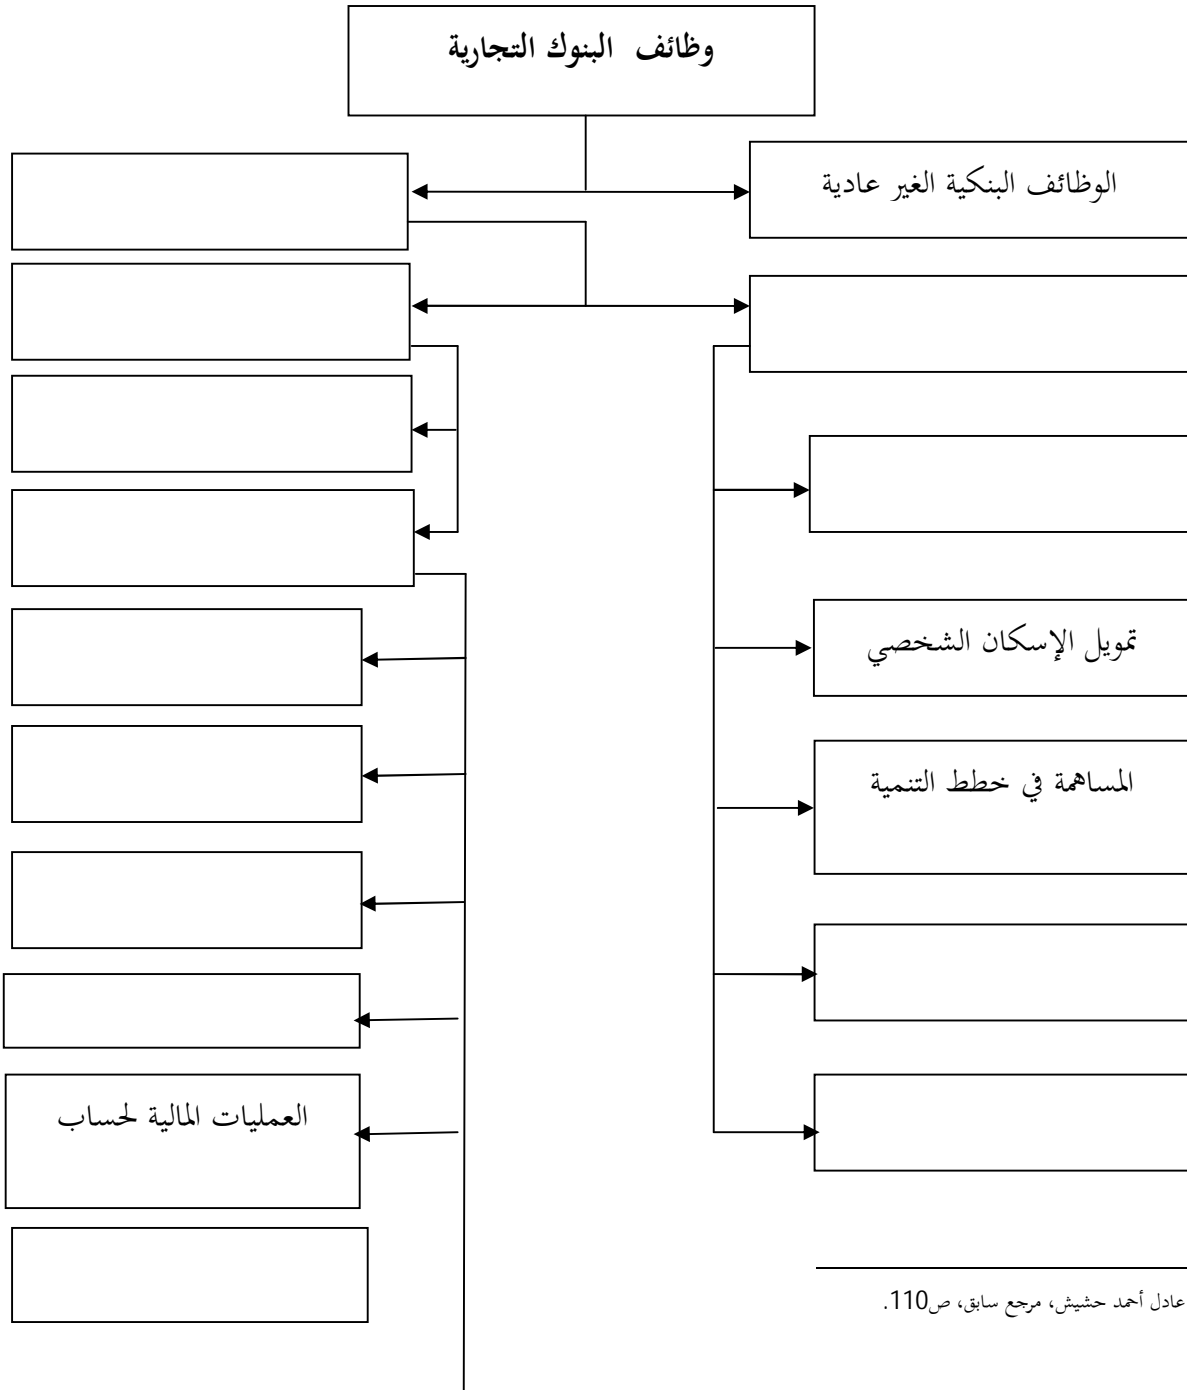 وظائف البنوك التجارية
الوظائف البنكية الغير عادية
تمويل الإسكان الشخصي
المساهمة في خطط التنمية
العمليات المالية لحساب
عادل أحمد حشيش، مرجع سابق، ص110.